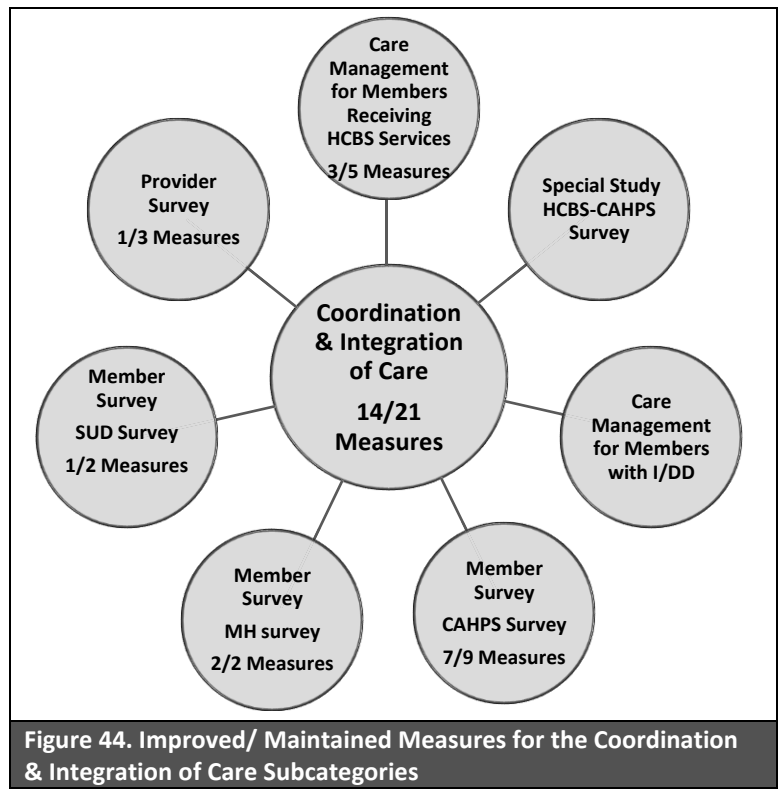 Care
Management
for Members
Receiving
HCBS Services
3/5 Measures
Special Study
HCBS-CAHPS
Survey
Care
Management
for Members
with I/DD
Member
Survey
CAHPS Survey
7/9 Measures
Member
Survey
MH survey
2/2 Measures
Member
Survey
SUD Survey
1/2 Measures
Provider
Survey
1/3 Measures
Coordination
& Integration
of Care
14/21
Measures
Figure 44. Improved/ Maintained Measures for the Coordination
& Integration of Care Subcategories